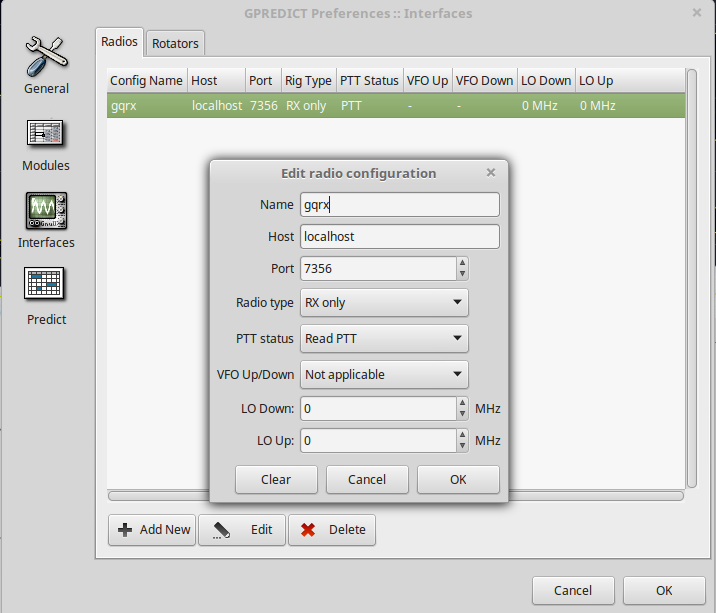 GPREDICT Preferences :: Interfaces
General
Modules
Interfaces
Predict
Radios Rotators
Config Name Host Port Rig Type PTT Status VFO Up VFO Down LO Down LO Up
gqrx localhost 7356 RX only PTT - - 0 MHz 0 MHz
Edit radio configuration
Name gqrx
Host localhost
Port 7356
Radio type RX only
PTT status Read PTT
VFO Up/Down Not applicable
LO Down: 0 MHz
LO Up: 0 MHz
Clear Cancel OK
Add New Edit Delete
Cancel OK